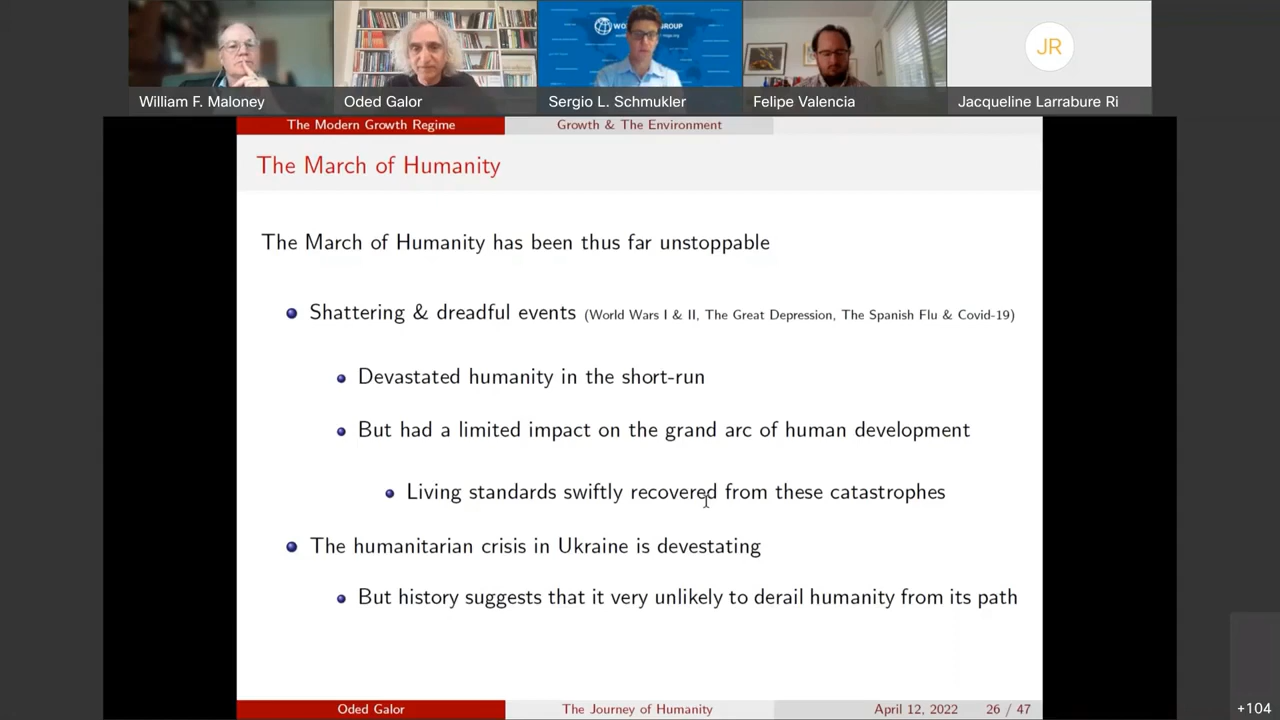 William F. Maloney
Oded Galor
Sergio L. Schmukler
Felipe Valencia
JR
Jacqueline Larrabure Ri
The Modern Growth Regime
Growth & The Environment
The March of Humanity
The March of Humanity has been thus far unstoppable
Shattering & dreadful events (World Wars I & II, The Great Depression, The Spanish Flu & Covid-19)
Devastated humanity in the short-run
But had a limited impact on the grand arc of human development
Living standards swiftly recovered from these catastrophes
The humanitarian crisis in Ukraine is devestating
But history suggests that it very unlikely to derail humanity from its path
Oded Galor
The Journey of Humanity
April 12, 2022
26 / 47
+104